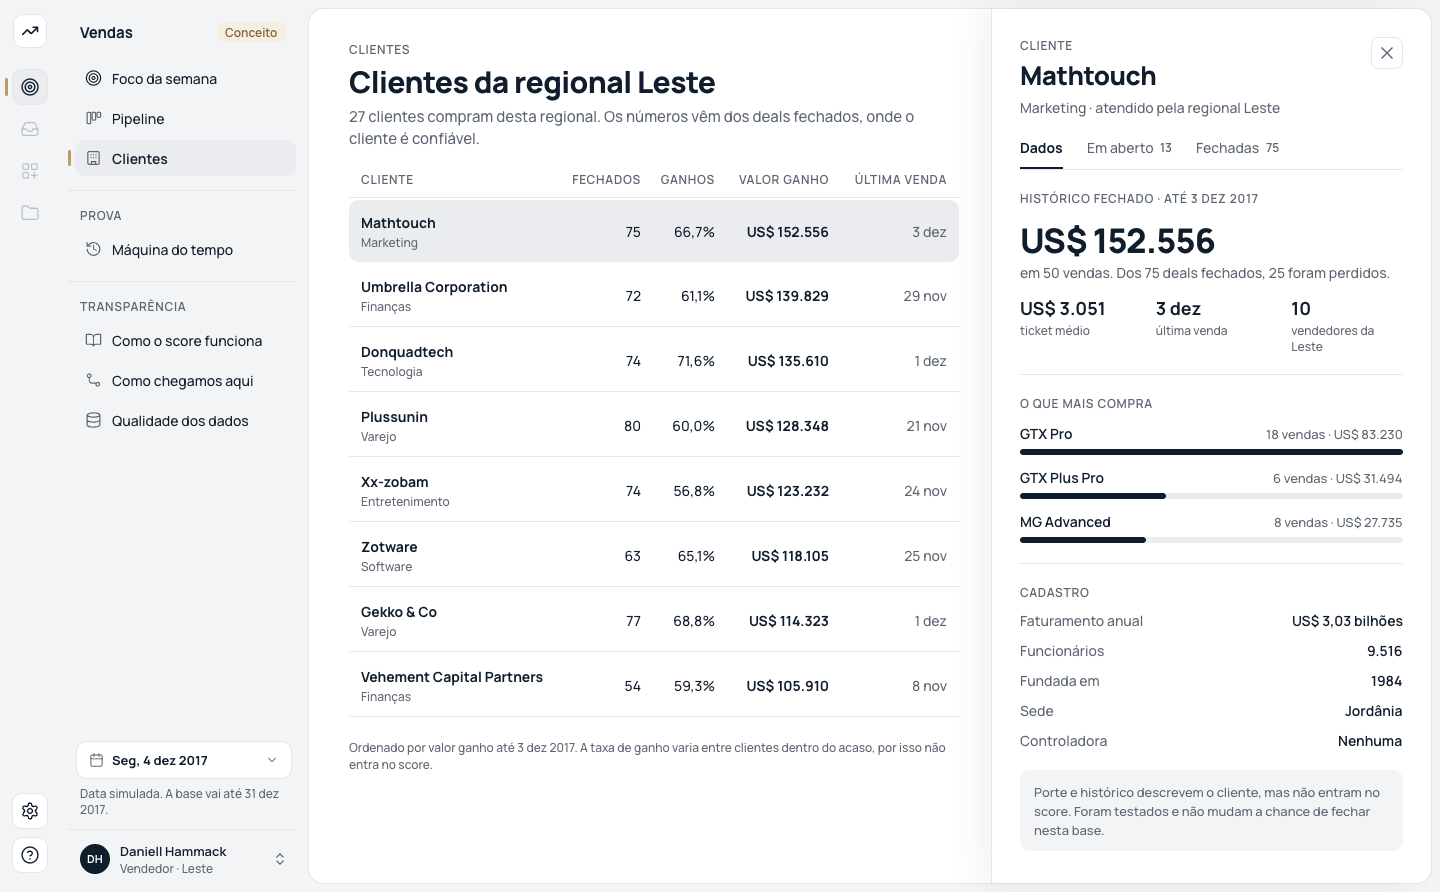 Vendas
Conceito
Foco da semana
Pipeline
Clientes
PROVA
Máquina do tempo
TRANSPARÊNCIA
Como o score funciona
Como chegamos aqui
Qualidade dos dados
Seg, 4 dez 2017
Data simulada. A base vai até 31 dez
2017.
DH
Daniell Hammack
Vendedor · Leste
CLIENTES
Clientes da regional Leste
27 clientes compram desta regional. Os números vêm dos deals fechados, onde o
cliente é confiável.
CLIENTE FECHADOS GANHOS VALOR GANHO ÚLTIMA VENDA
Mathtouch
Marketing
75 66,7% US$ 152.556 3 dez
Umbrella Corporation
Finanças
72 61,1% US$ 139.829 29 nov
Donquadtech
Tecnologia
74 71,6% US$ 135.610 1 dez
Plussunin
Varejo
80 60,0% US$ 128.348 21 nov
Xx-zobam
Entretenimento
74 56,8% US$ 123.232 24 nov
Zotware
Software
63 65,1% US$ 118.105 25 nov
Gekko & Co
Varejo
77 68,8% US$ 114.323 1 dez
Vehement Capital Partners
Finanças
54 59,3% US$ 105.910 8 nov
Ordenado por valor ganho até 3 dez 2017. A taxa de ganho varia entre clientes dentro do acaso, por isso não
entra no score.
CLIENTE
Mathtouch
Marketing · atendido pela regional Leste
Dados Em aberto 13 Fechadas 75
HISTÓRICO FECHADO · ATÉ 3 DEZ 2017
US$ 152.556
em 50 vendas. Dos 75 deals fechados, 25 foram perdidos.
US$ 3.051 3 dez 10
ticket médio última venda vendedores da
Leste
O QUE MAIS COMPRA
GTX Pro 18 vendas · US$ 83.230
GTX Plus Pro 6 vendas · US$ 31.494
MG Advanced 8 vendas · US$ 27.735
CADASTRO
Faturamento anual US$ 3,03 bilhões
Funcionários 9.516
Fundada em 1984
Sede Jordânia
Controladora Nenhuma
Porte e histórico descrevem o cliente, mas não entram no
score. Foram testados e não mudam a chance de fechar
nesta base.